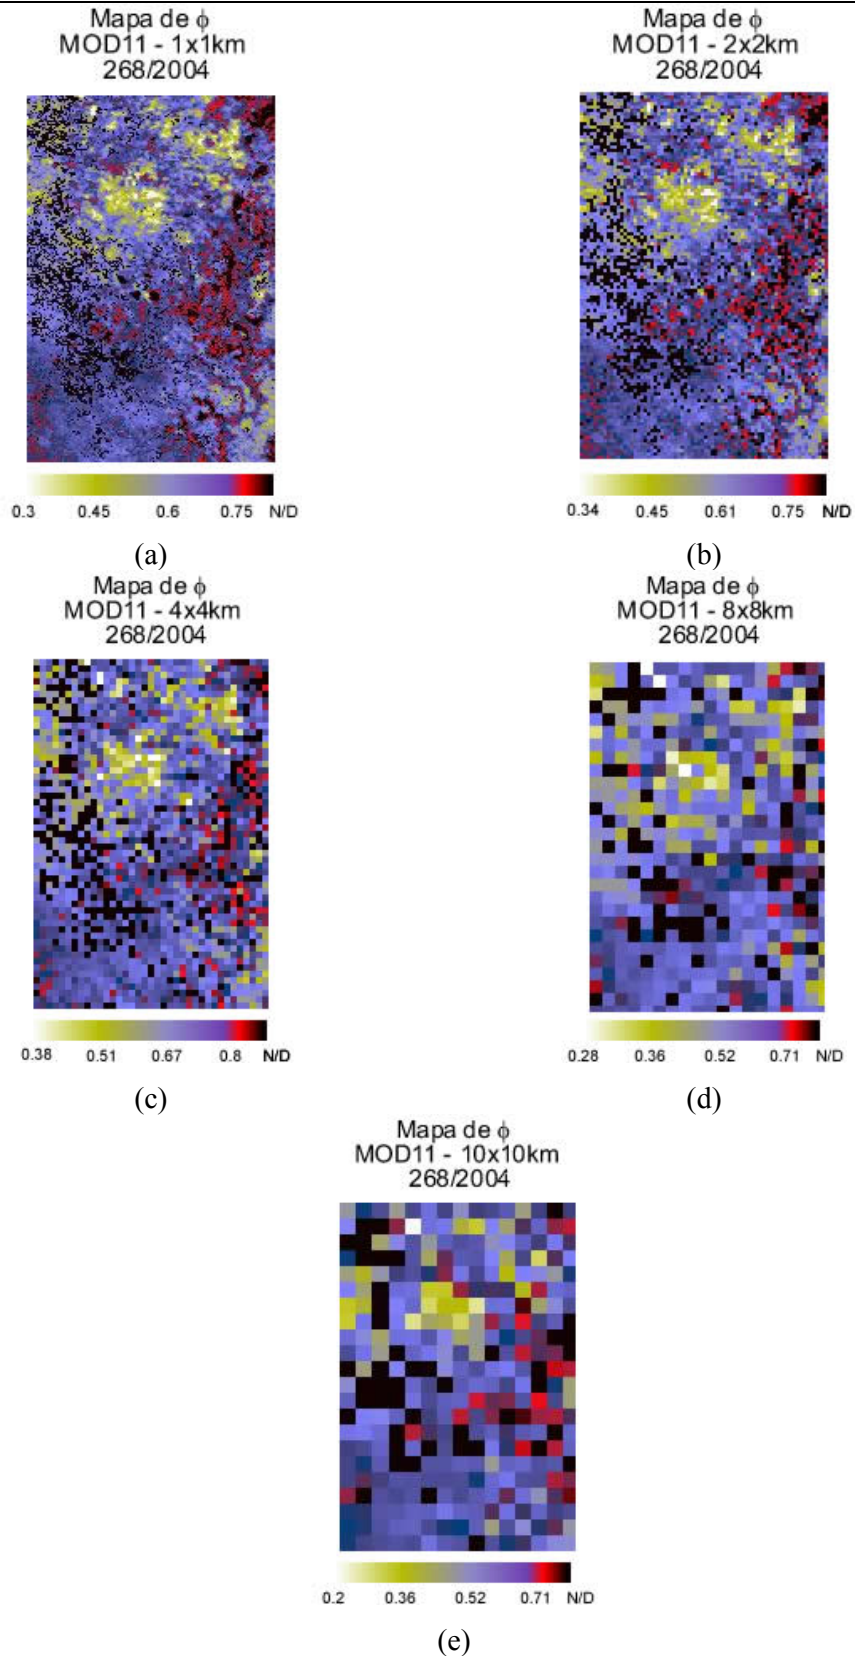 Mapa de ϕ
MOD11 - 1x1km
268/2004
0.3 0.45 0.6 0.75 N/D
(a)
Mapa de ϕ
MOD11 - 2x2km
268/2004
0.34 0.45 0.61 0.75 N/D
(b)
Mapa de ϕ
MOD11 - 4x4km
268/2004
0.38 0.51 0.67 0.8 N/D
(c)
Mapa de ϕ
MOD11 - 8x8km
268/2004
0.28 0.36 0.52 0.71 N/D
(d)
Mapa de ϕ
MOD11 - 10x10km
268/2004
0.2 0.36 0.52 0.71 N/D
(e)